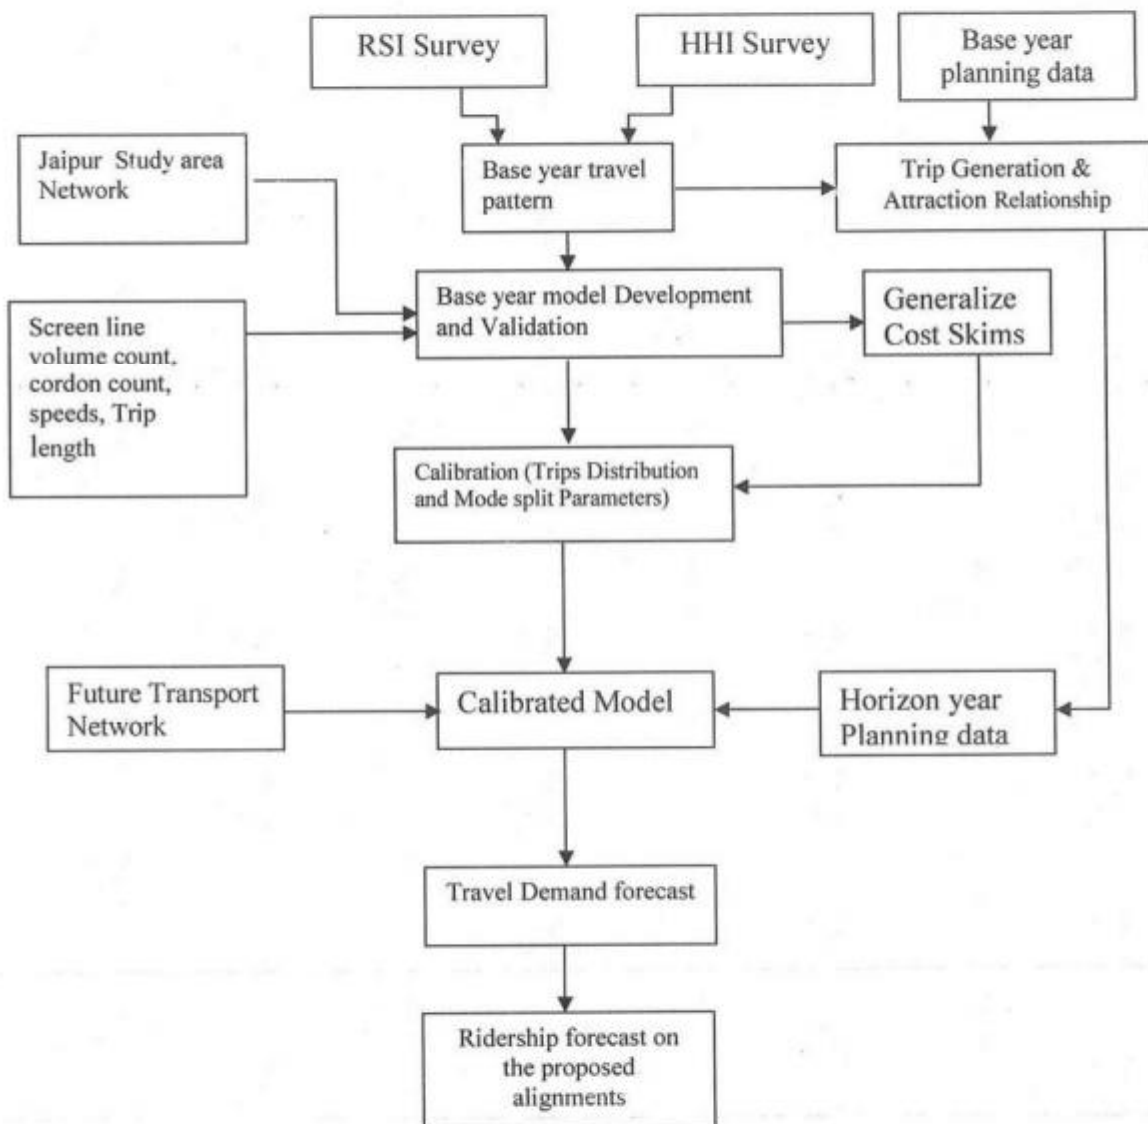 RSI Survey
HHI Survey
Base year
planning data
Jaipur Study area
Network
Base year travel
pattern
Trip Generation &
Attraction Relationship
Screen line
volume count,
cordon count,
speeds, Trip
length
Base year model Development
and Validation
Generalize
Cost Skims
Calibration (Trips Distribution
and Mode split Parameters)
Future Transport
Network
Calibrated Model
Horizon year
Planning data
Travel Demand forecast
Ridership forecast on
the proposed
alignments